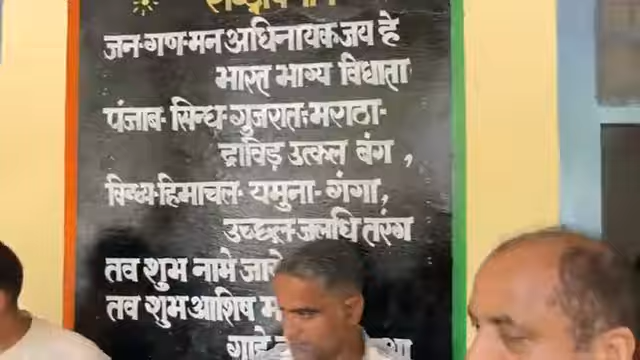 जन-गण-मन अधिनायक जय हे
भारत भाग्य विधाता
पंजाब- सिन्ध- गुजरात-मराठा-
द्राविड़ उत्कल बंग ,
विन्ध्य-हिमाचल- यमुना- गंगा,
उच्छल-जलधि तरंग
तव शुभ नामे
तव शुभ आशिष
गाहे